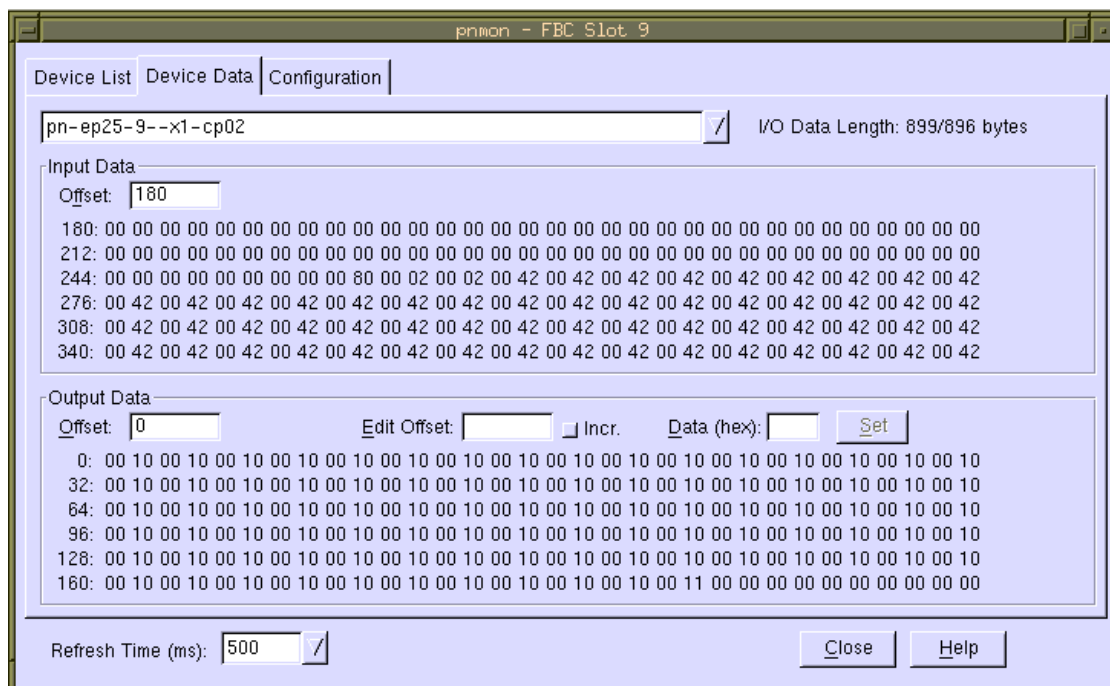 pnmon - FBC Slot 9
Device List Device Data Configuration
pn-ep25-9--x1-cp02 I/O Data Length: 899/896 bytes
Input Data
Offset: 180
180: 00 00 00 00 00 00 00 00 00 00 00 00 00 00 00 00 00 00 00 00 00 00 00 00 00 00 00 00 00 00 00 00
212: 00 00 00 00 00 00 00 00 00 00 00 00 00 00 00 00 00 00 00 00 00 00 00 00 00 00 00 00 00 00 00 00
244: 00 00 00 00 00 00 00 00 00 80 00 02 00 02 00 42 00 42 00 42 00 42 00 42 00 42 00 42 00 42 00 42
276: 00 42 00 42 00 42 00 42 00 42 00 42 00 42 00 42 00 42 00 42 00 42 00 42 00 42 00 42 00 42 00 42
308: 00 42 00 42 00 42 00 42 00 42 00 42 00 42 00 42 00 42 00 42 00 42 00 42 00 42 00 42 00 42 00 42
340: 00 42 00 42 00 42 00 42 00 42 00 42 00 42 00 42 00 42 00 42 00 42 00 42 00 42 00 42 00 42 00 42
Output Data
Offset: 0 Edit Offset: Incr. Data (hex): Set
0: 00 10 00 10 00 10 00 10 00 10 00 10 00 10 00 10 00 10 00 10 00 10 00 10 00 10 00 10 00 10 00 10
32: 00 10 00 10 00 10 00 10 00 10 00 10 00 10 00 10 00 10 00 10 00 10 00 10 00 10 00 10 00 10 00 10
64: 00 10 00 10 00 10 00 10 00 10 00 10 00 10 00 10 00 10 00 10 00 10 00 10 00 10 00 10 00 10 00 10
96: 00 10 00 10 00 10 00 10 00 10 00 10 00 10 00 10 00 10 00 10 00 10 00 10 00 10 00 10 00 10 00 10
128: 00 10 00 10 00 10 00 10 00 10 00 10 00 10 00 10 00 10 00 10 00 10 00 10 00 10 00 10 00 10 00 10
160: 00 10 00 10 00 10 00 10 00 10 00 10 00 10 00 10 00 10 00 10 00 11 00 00 00 00 00 00 00 00 00 00
Refresh Time (ms): 500 Close Help